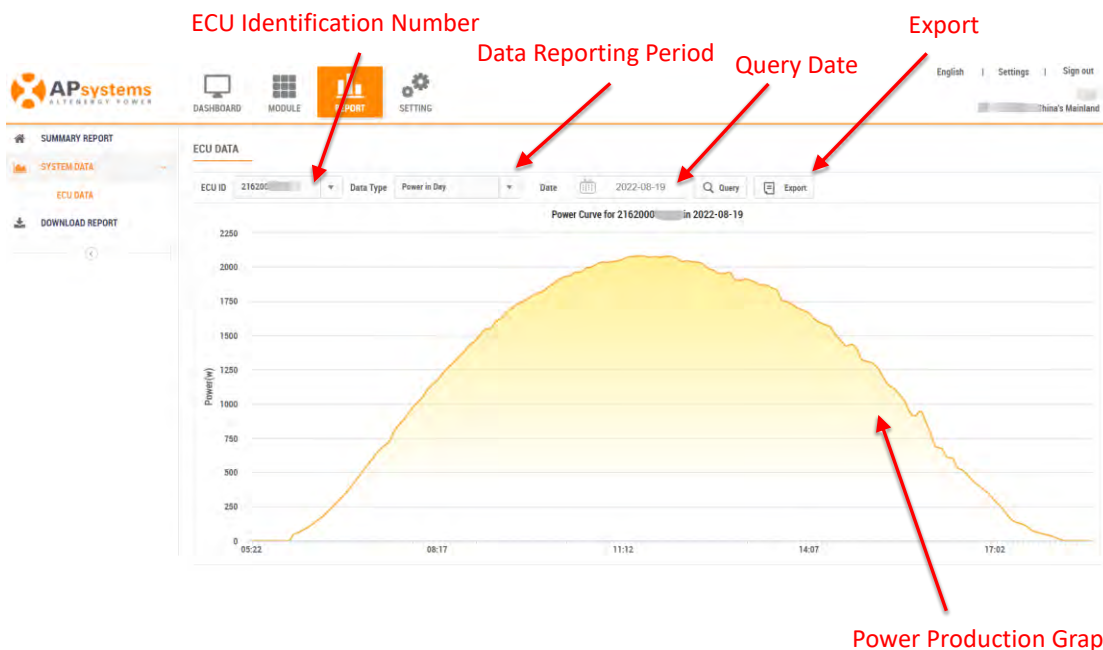 ECU Identification Number
Export
Data Reporting Period
Query Date
English | Settings | Sign out
APsystems
ALTENERGY POWER
DASHBOARD MODULE REPORT SETTING
China's Mainland
SUMMARY REPORT
SYSTEM DATA
ECU DATA
DOWNLOAD REPORT
ECU DATA
ECU ID 216200 Data Type Power in Day Date 2022-08-19 Query Export
Power Curve for 2162000 in 2022-08-19
Power(w)
2250
2000
1750
1500
1250
1000
750
500
250
0
05:22 08:17 11:12 14:07 17:02
Power Production Grap